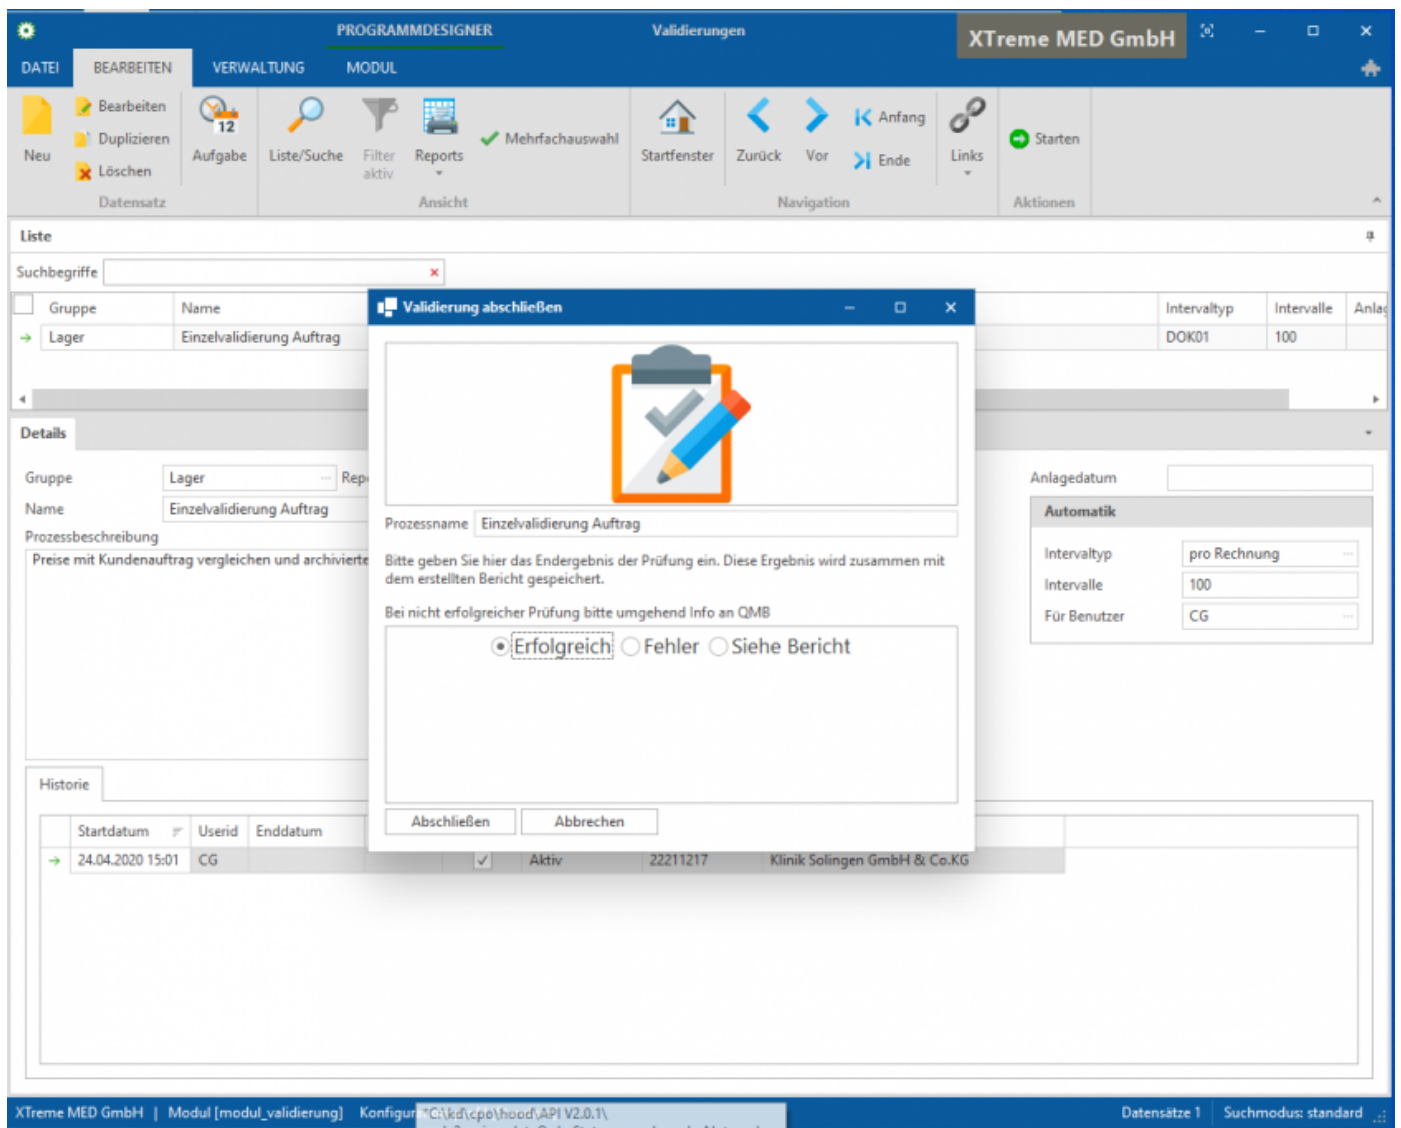 PROGRAMMDESIGNER Validierungen XTreme MED GmbH
DATEI BEARBEITEN VERWALTUNG MODUL
Neu
Bearbeiten
Duplizieren
Löschen
Datensatz
12
Aufgabe
Liste/Suche
Filter
aktiv
Reports
Mehrfachauswahl
Ansicht
Startfenster
Zurück
Vor
Anfang
Ende
Navigation
Links
Starten
Aktionen
Liste
Suchbegriffe
Gruppe Name Intervaltyp Intervalle Anlag
Lager Einzelvalidierung Auftrag DOK01 100
Details
Gruppe Lager Rep
Name Einzelvalidierung Auftrag
Prozessbeschreibung
Preise mit Kundenauftrag vergleichen und archivierte
Anlagedatum
Automatik
Intervaltyp pro Rechnung
Intervalle 100
Für Benutzer CG
Validierung abschließen
Prozessname Einzelvalidierung Auftrag
Bitte geben Sie hier das Endergebnis der Prüfung ein. Diese Ergebnis wird zusammen mit
dem erstellten Bericht gespeichert.
Bei nicht erfolgreicher Prüfung bitte umgehend Info an QMB
Erfolgreich Fehler Siehe Bericht
Abschließen Abbrechen
Historie
Startdatum Userid Enddatum
24.04.2020 15:01 CG Aktiv 22211217 Klinik Solingen GmbH & Co.KG
XTreme MED GmbH | Modul [modul_validierung] Konfigur "C:\kd\cpo\hood\API V2.0.1\ Datensätze 1 Suchmodus: standard